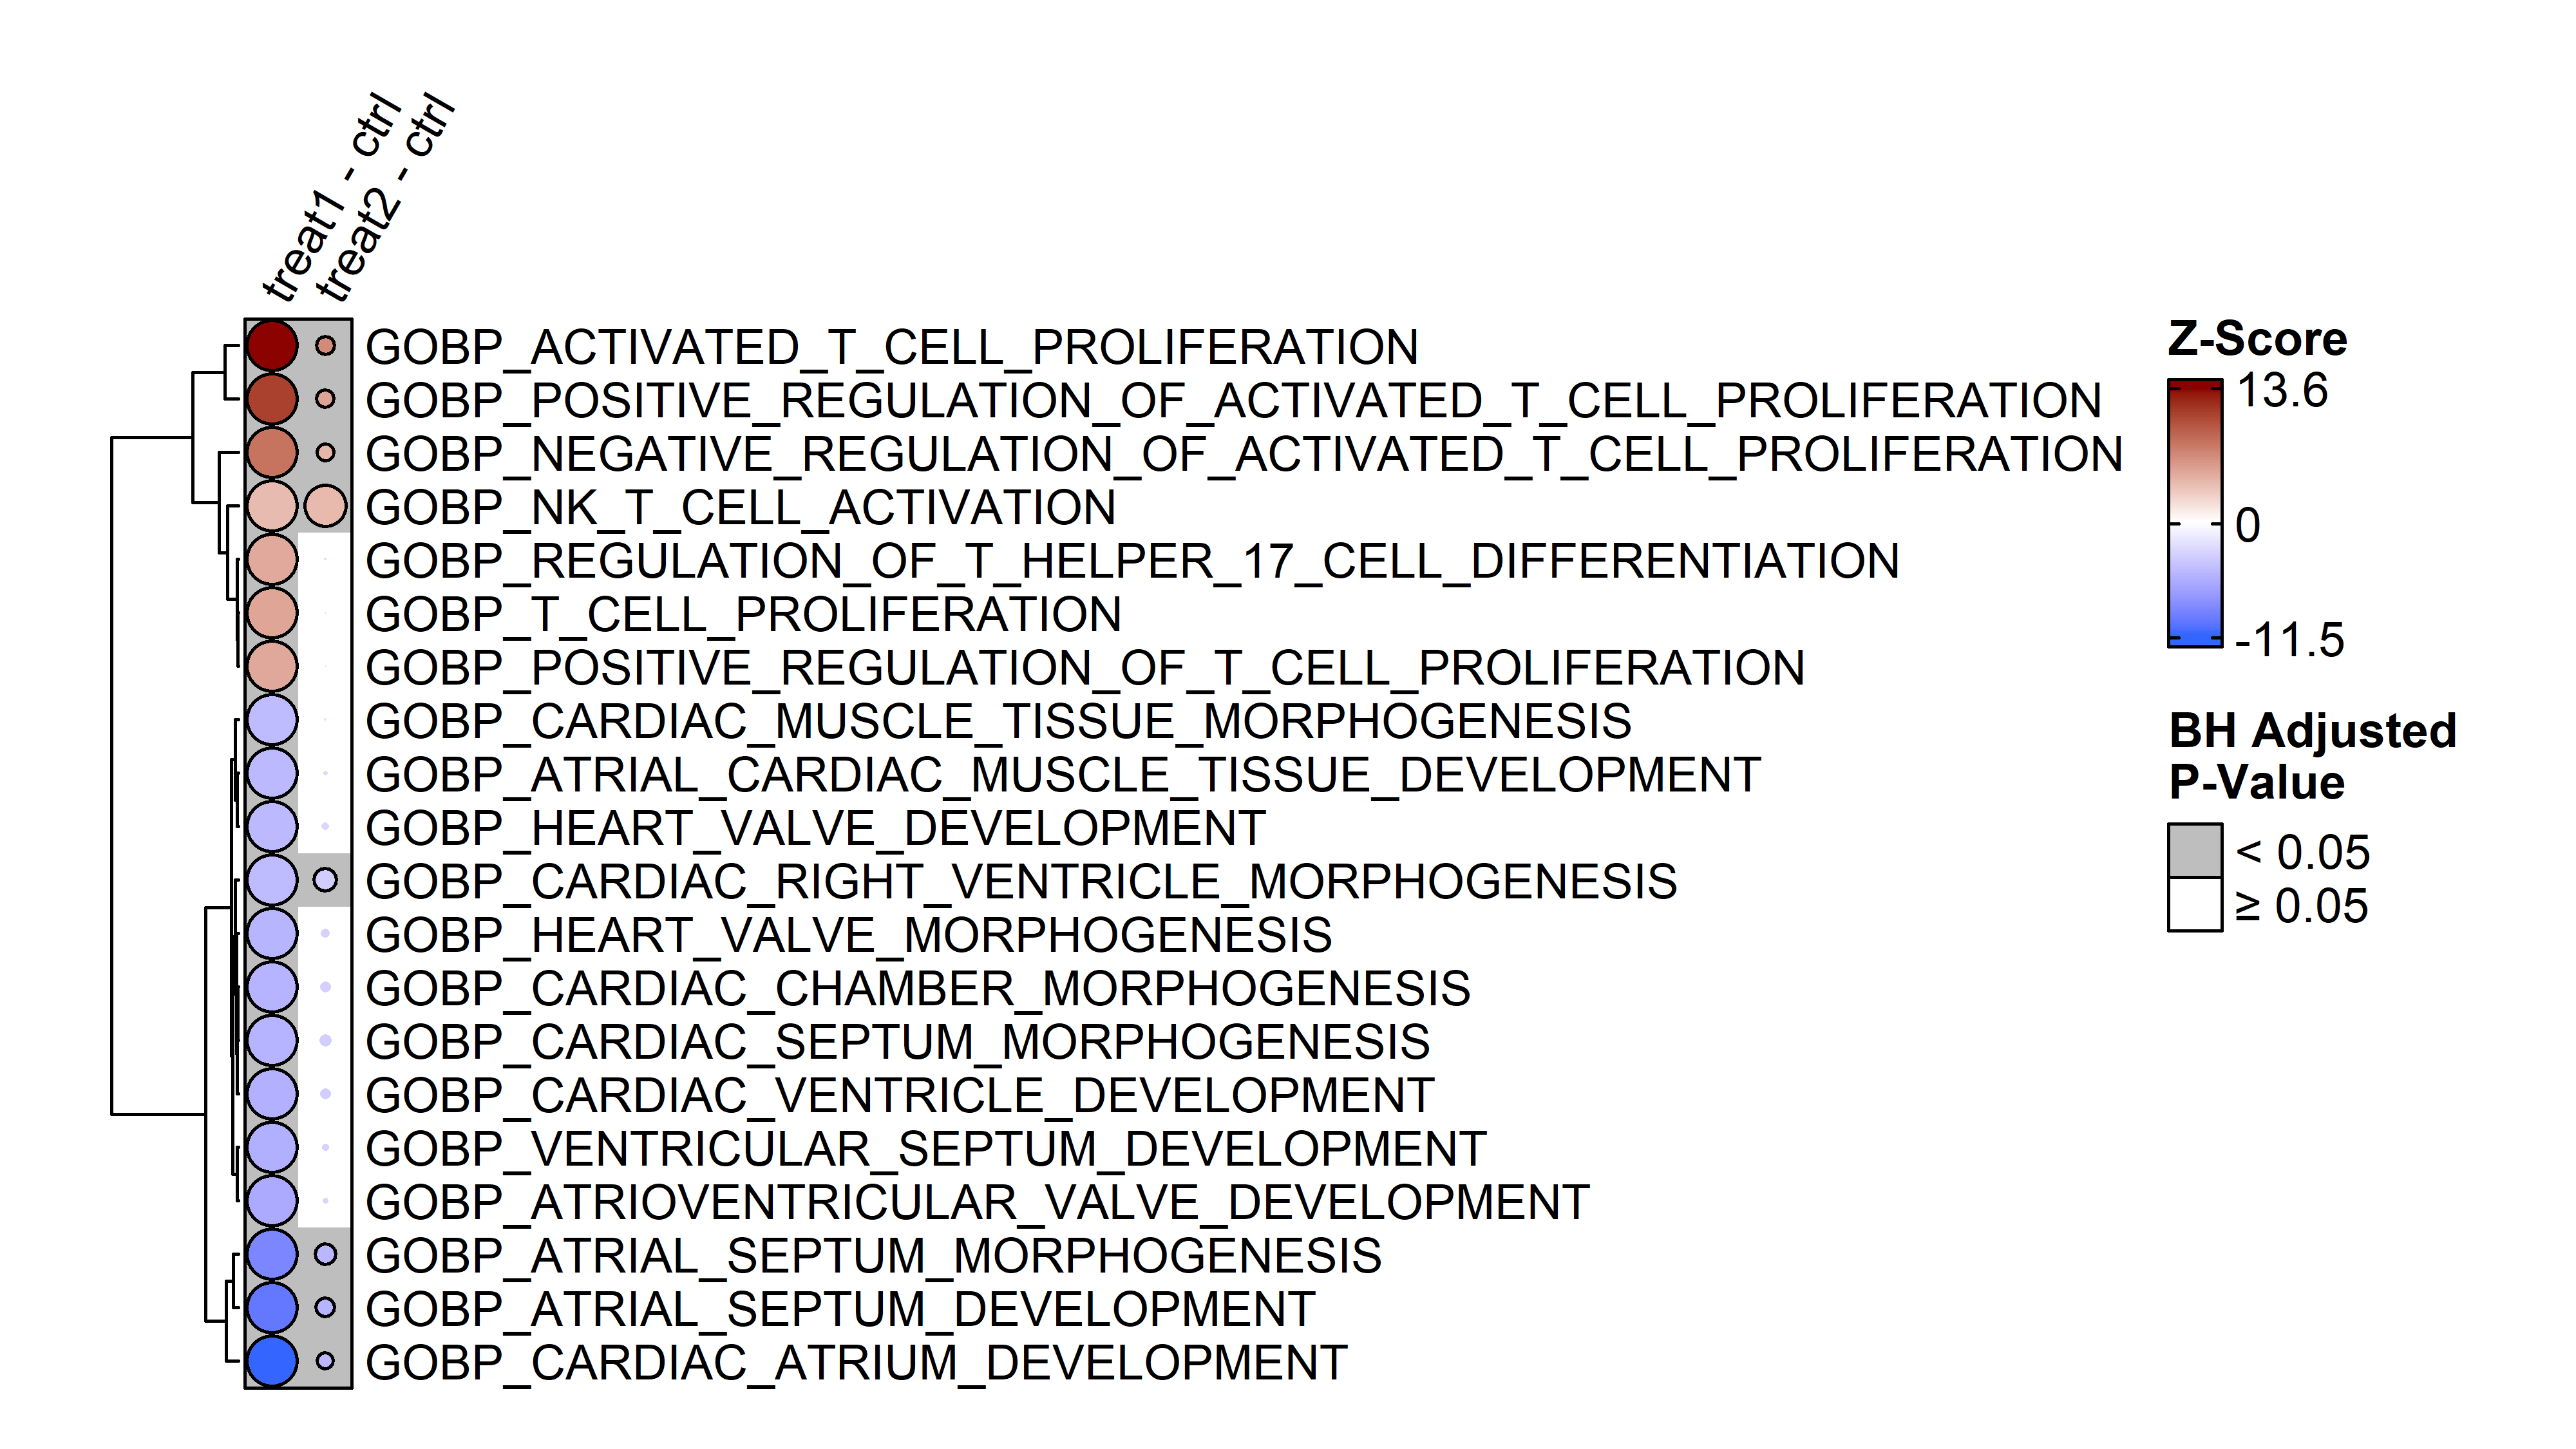 treat1 - ctrl
treat2 - ctrl
GOBP_ACTIVATED_T_CELL_PROLIFERATION
GOBP_POSITIVE_REGULATION_OF_ACTIVATED_T_CELL_PROLIFERATION
GOBP_NEGATIVE_REGULATION_OF_ACTIVATED_T_CELL_PROLIFERATION
GOBP_NK_T_CELL_ACTIVATION
GOBP_REGULATION_OF_T_HELPER_17_CELL_DIFFERENTIATION
GOBP_T_CELL_PROLIFERATION
GOBP_POSITIVE_REGULATION_OF_T_CELL_PROLIFERATION
GOBP_CARDIAC_MUSCLE_TISSUE_MORPHOGENESIS
GOBP_ATRIAL_CARDIAC_MUSCLE_TISSUE_DEVELOPMENT
GOBP_HEART_VALVE_DEVELOPMENT
GOBP_CARDIAC_RIGHT_VENTRICLE_MORPHOGENESIS
GOBP_HEART_VALVE_MORPHOGENESIS
GOBP_CARDIAC_CHAMBER_MORPHOGENESIS
GOBP_CARDIAC_SEPTUM_MORPHOGENESIS
GOBP_CARDIAC_VENTRICLE_DEVELOPMENT
GOBP_VENTRICULAR_SEPTUM_DEVELOPMENT
GOBP_ATRIOVENTRICULAR_VALVE_DEVELOPMENT
GOBP_ATRIAL_SEPTUM_MORPHOGENESIS
GOBP_ATRIAL_SEPTUM_DEVELOPMENT
GOBP_CARDIAC_ATRIUM_DEVELOPMENT
Z-Score
13.6
0
-11.5
BH Adjusted
P-Value
< 0.05
≥ 0.05